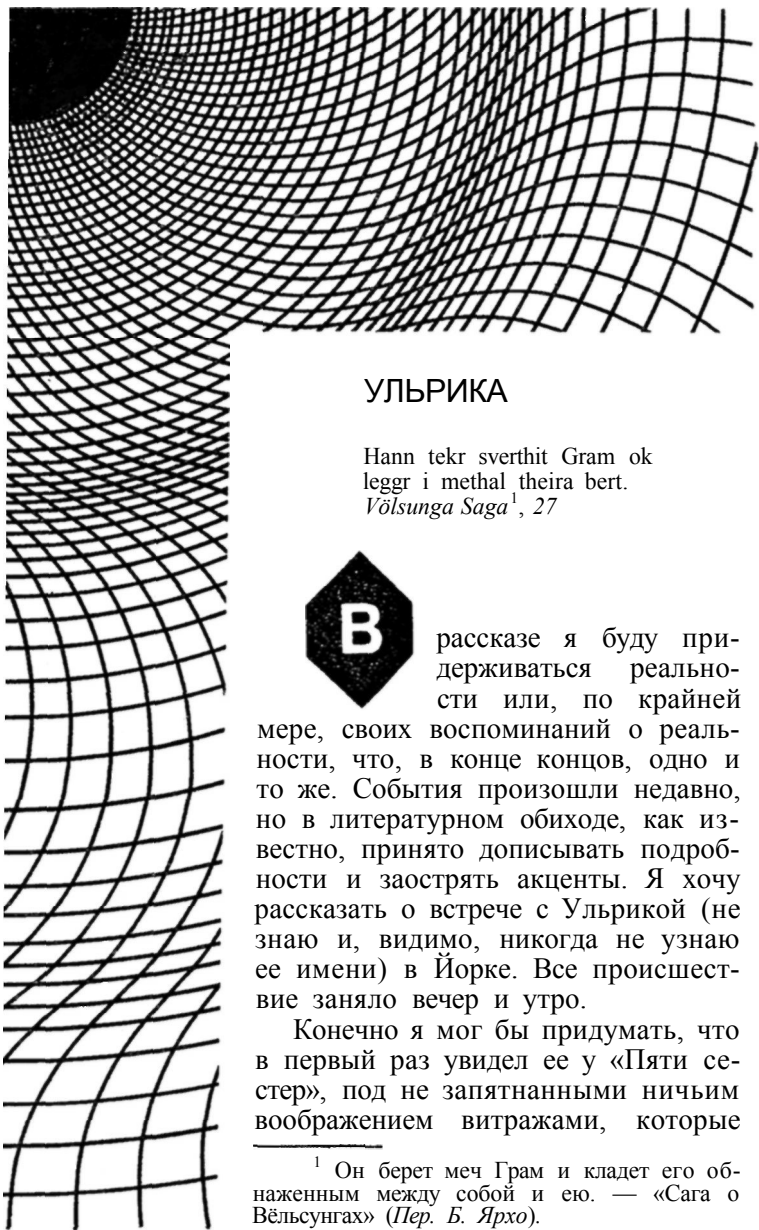 УЛЬРИКА
Hann tekr sverthit Gram ok
leggr i methal theira bert.
Völsunga Saga¹, 27
В рассказе я буду при-
держиваться реально-
сти или, по крайней
мере, своих воспоминаний о реаль-
ности, что, в конце концов, одно и
то же. События произошли недавно,
но в литературном обиходе, как из-
вестно, принято дописывать подроб-
ности и заострять акценты. Я хочу
рассказать о встрече с Ульрикой (не
знаю и, видимо, никогда не узнаю
ее имени) в Йорке. Все происшест-
вие заняло вечер и утро.
Конечно я мог бы придумать, что
в первый раз увидел ее у «Пяти се-
стер», под не запятнанными ничьим
воображением витражами, которые
¹ Он берет меч Грам и кладет его об-
наженным между собой и ею. — «Сага о
Вёльсунгах» (Пер. Б. Ярхо).